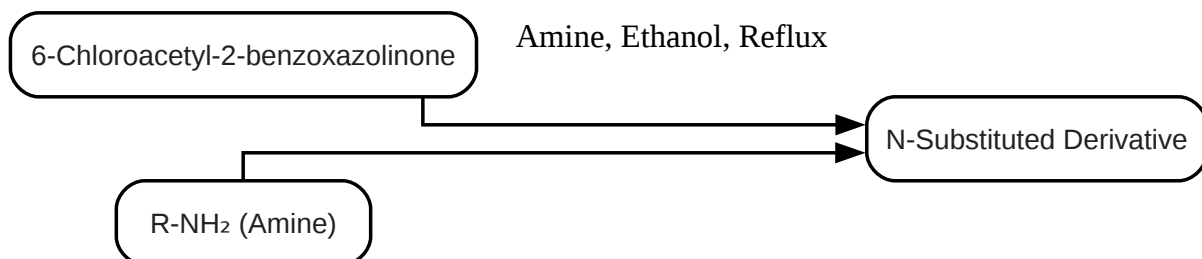 6-Chloroacetyl-2-benzoxazolinone
Amine, Ethanol, Reflux
N-Substituted Derivative
R-NH₂ (Amine)